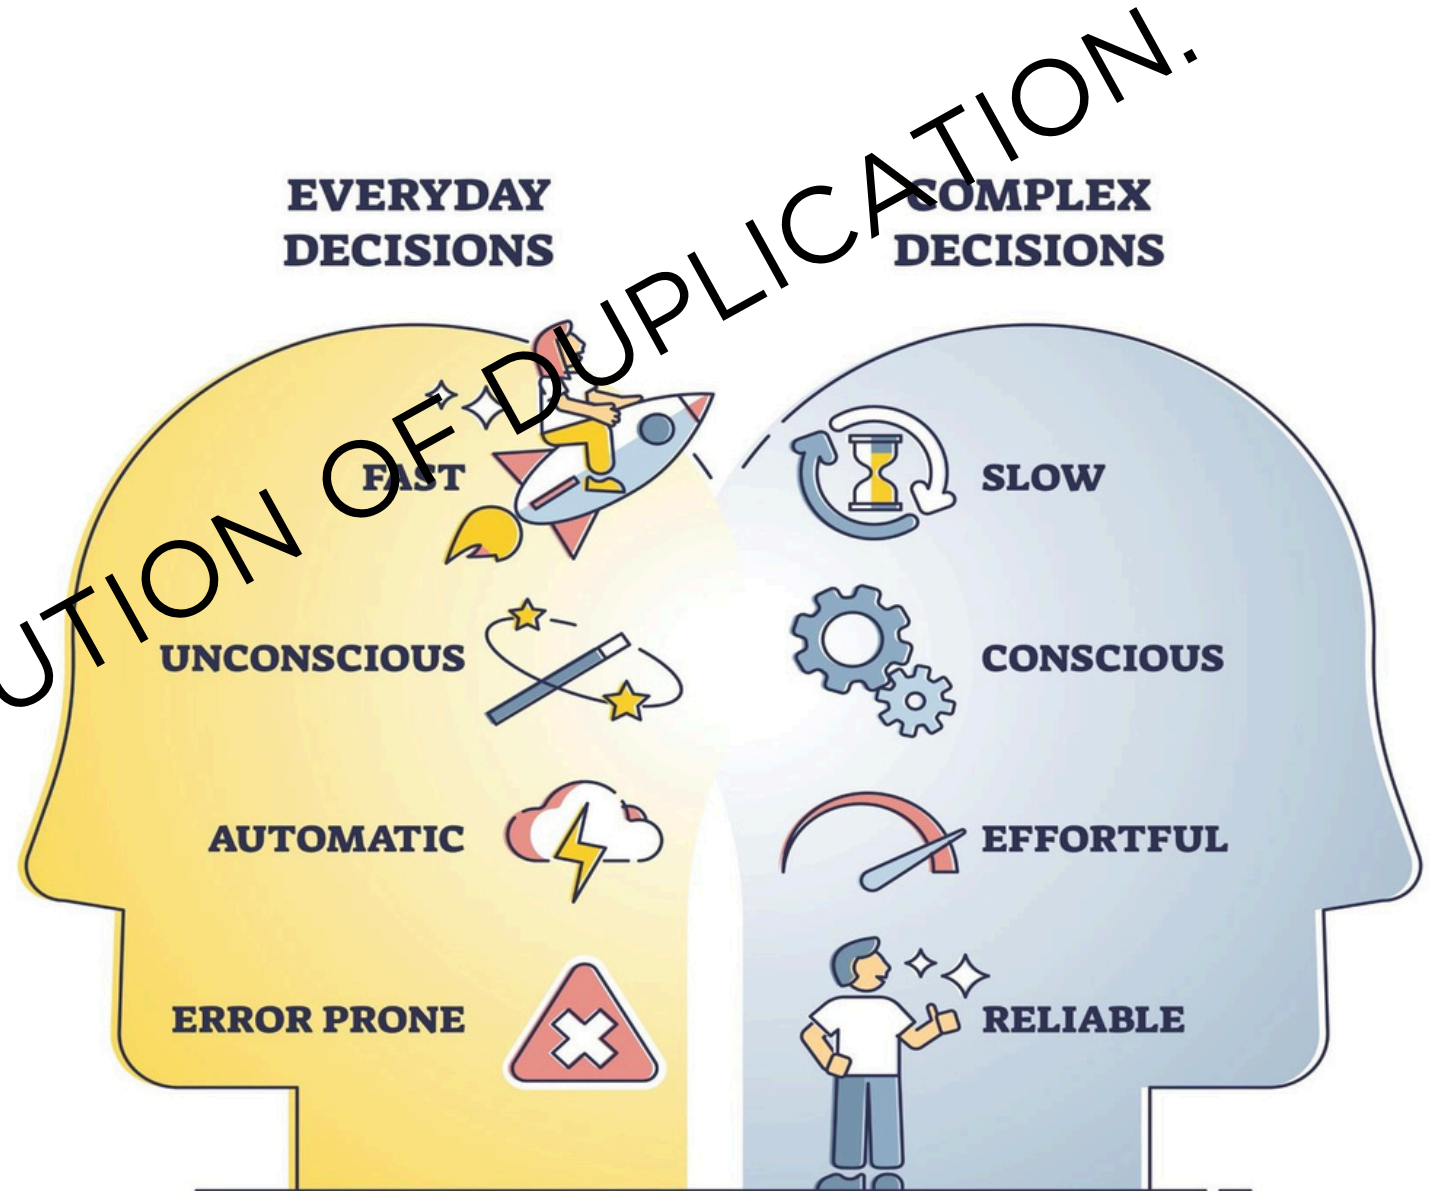 EVERYDAY
DECISIONS
COMPLEX
DECISIONS
UTION OF DUPLICATION.
FAST
SLOW
UNCONSCIOUS
CONSCIOUS
AUTOMATIC
EFFORTFUL
ERROR PRONE
RELIABLE